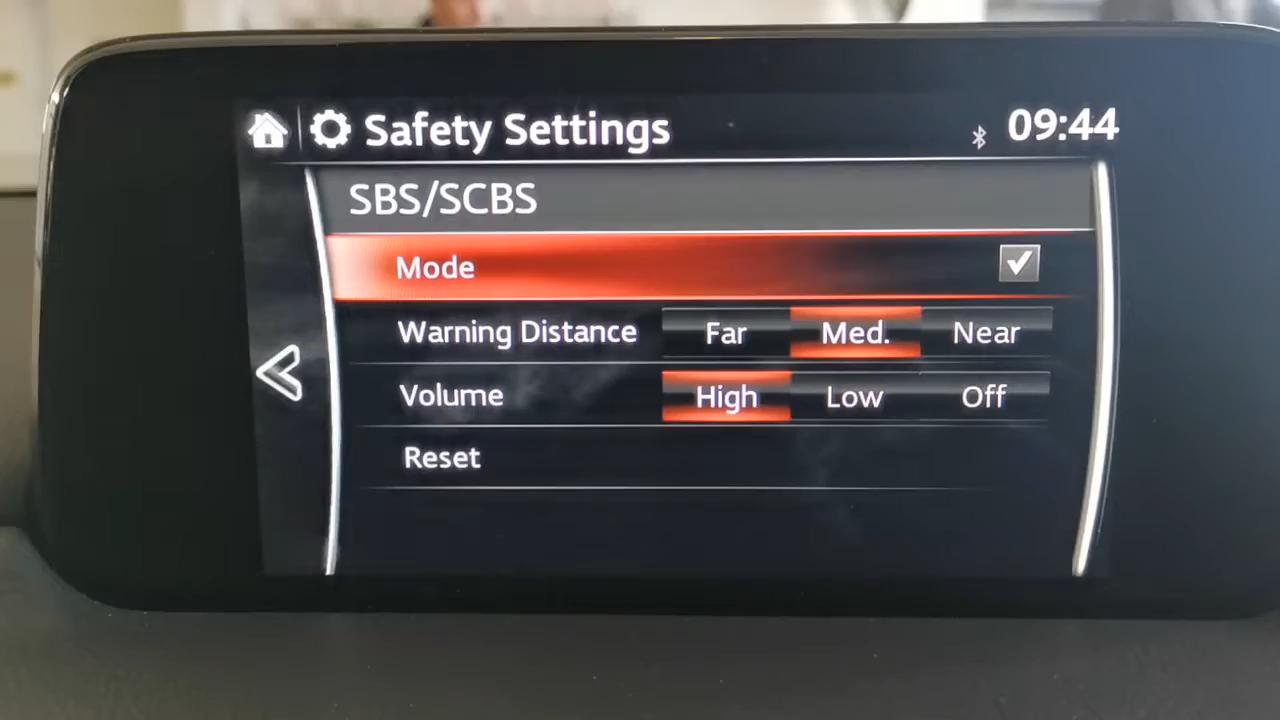 Safety Settings 09:44
SBS/SCBS
Mode
Warning Distance Far Med. Near
Volume High Low Off
Reset